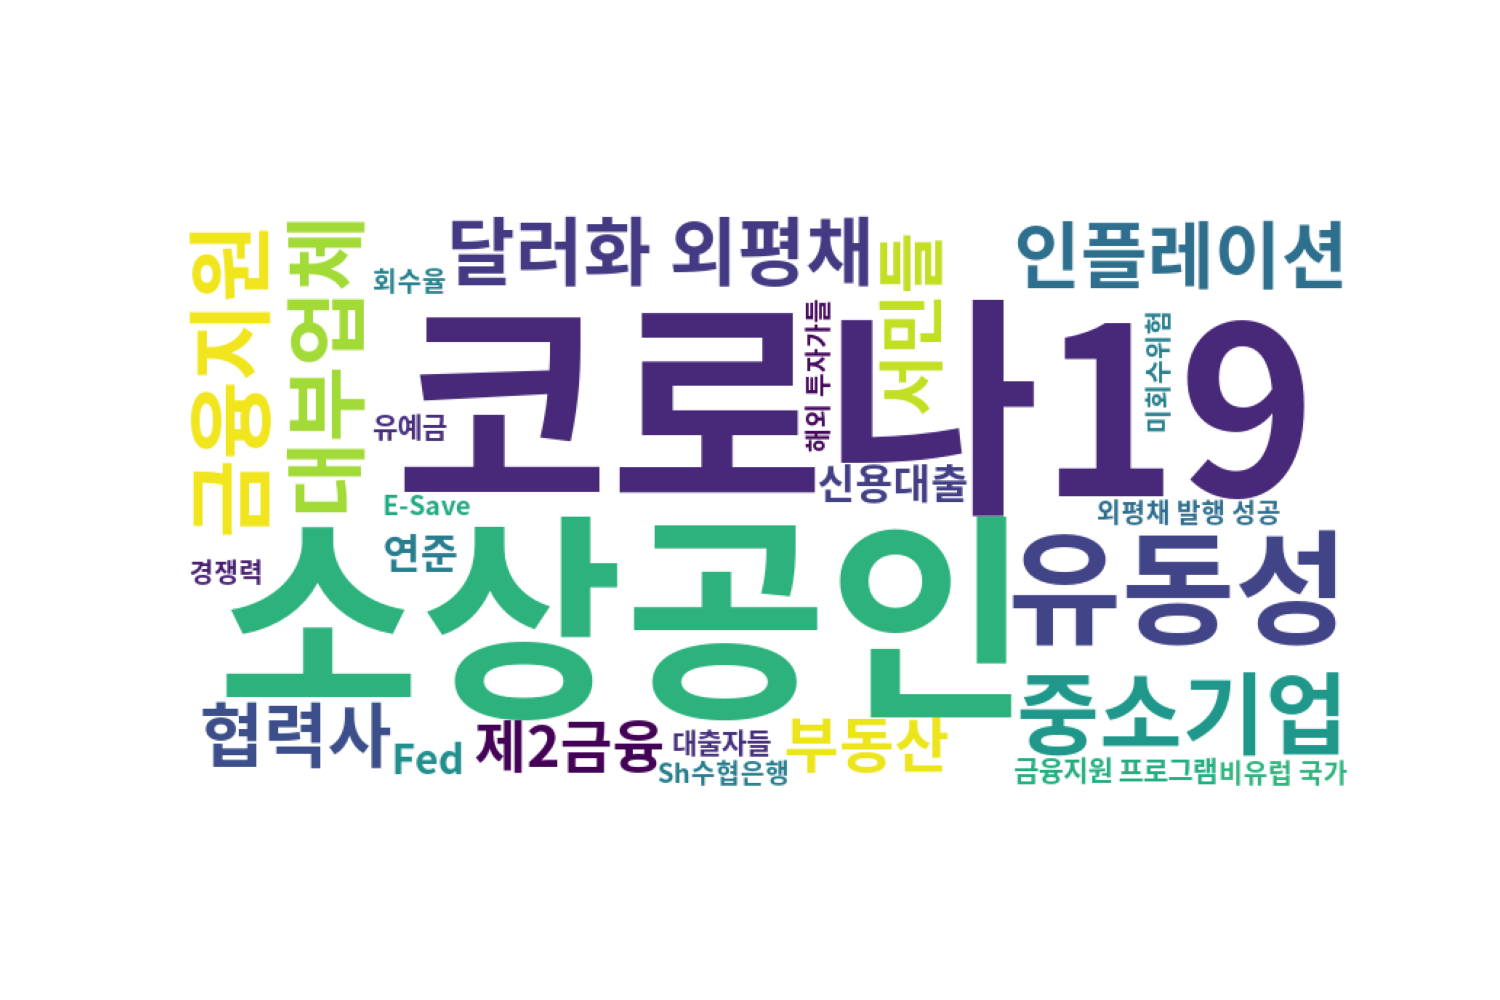 금융지원
대부업체
회수율
달러화 외평채
서민들
인플레이션
코로나19
해외 투자가들
미회수위험
유예금
신용대출
E-Save
외평채 발행 성공
연준
경쟁력
소상공인
유동성
중소기업
협력사
Fed
제2금융
대출자들
Sh수협은행
부동산
금융지원 프로그램
비유럽 국가